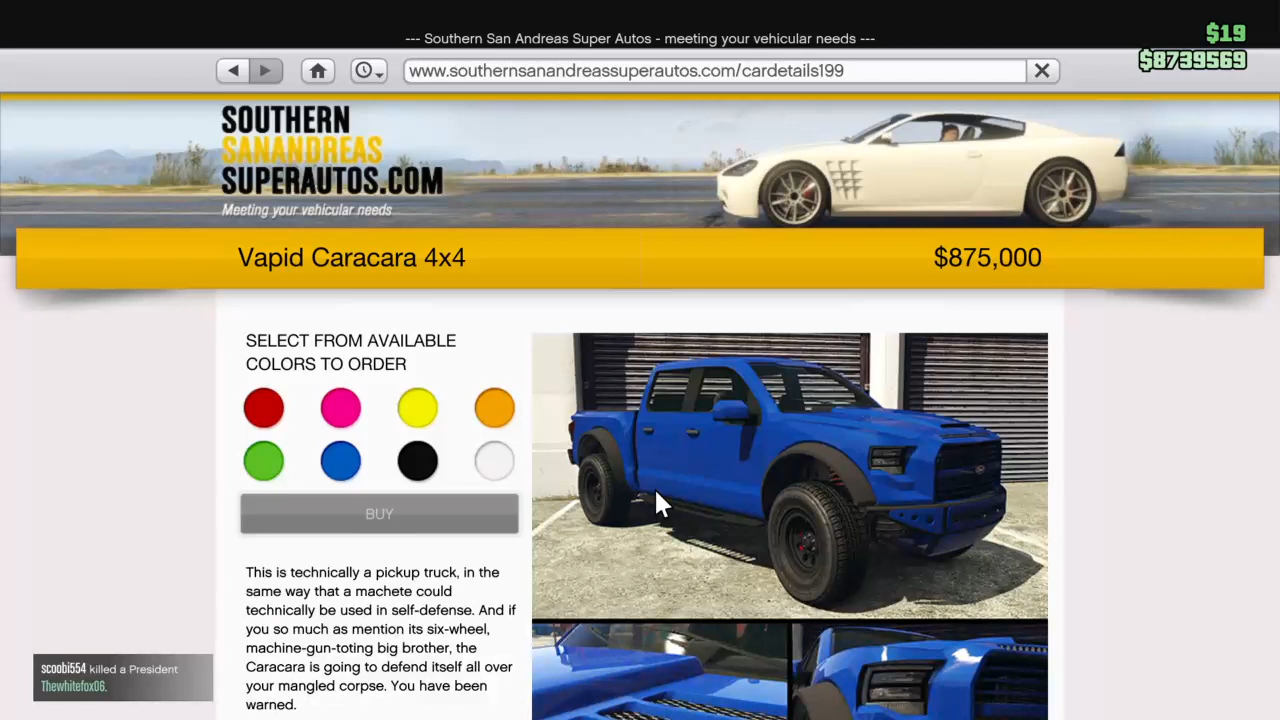 --- Southern San Andreas Super Autos - meeting your vehicular needs ---
$19
$8739569
www.southernsanandreassuperautos.com/cardetails199
SOUTHERN
SANANDREAS
SUPERAUTOS.COM
Meeting your vehicular needs
Vapid Caracara 4x4
$875,000
SELECT FROM AVAILABLE
COLORS TO ORDER
BUY
This is technically a pickup truck, in the
same way that a machete could
technically be used in self-defense. And if
you so much as mention its six-wheel,
machine-gun-toting big brother, the
Caracara is going to defend itself all over
your mangled corpse. You have been
warned.
scoobi554 killed a President
Thewhitefox06.